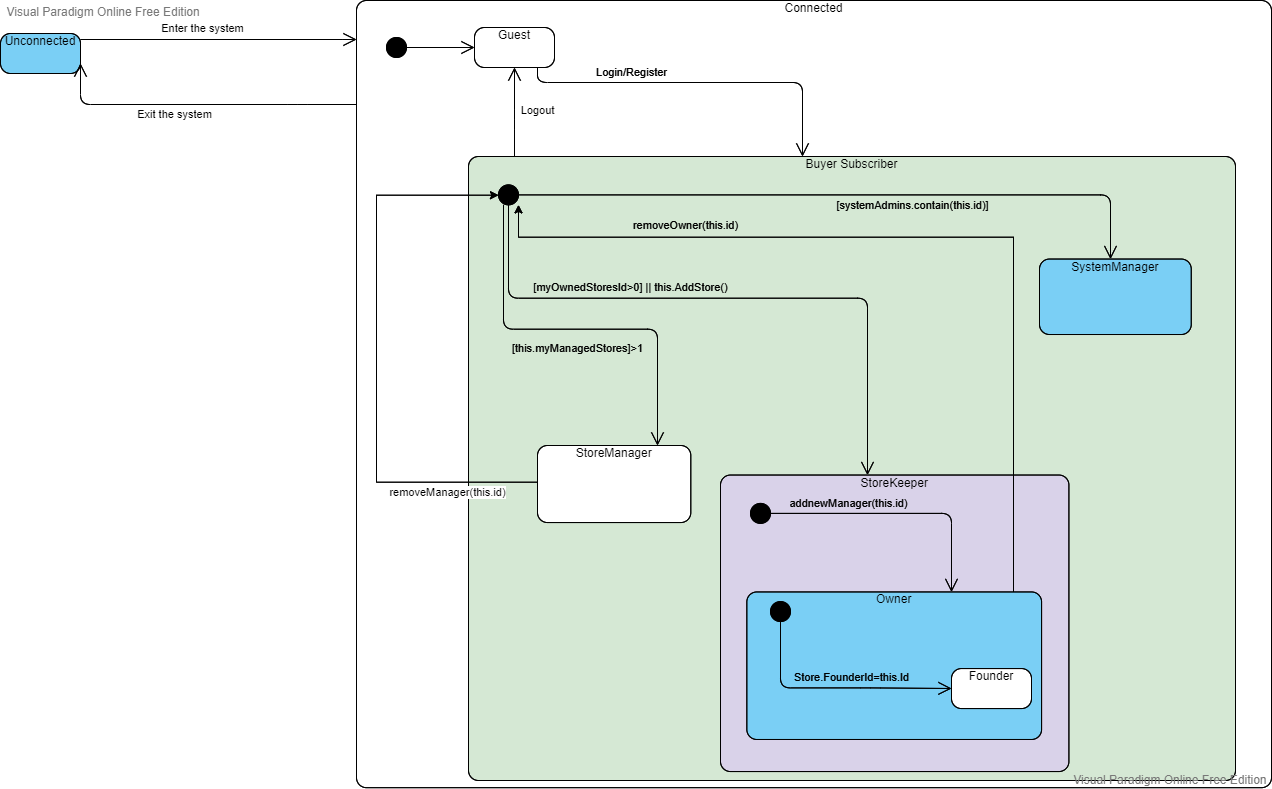 Visual Paradigm Online Free Edition
Connected
Unconnected
Enter the system
Guest
Login/Register
Exit the system
Logout
Buyer Subscriber
[systemAdmins.contain(this.id)]
removeOwner(this.id)
SystemManager
[myOwnedStoresId>0] || this.AddStore()
[this.myManagedStores]>1
StoreManager
removeManager(this.id)
StoreKeeper
addnewManager(this.id)
Owner
Store.FounderId=this.Id
Founder
Visual Paradigm Online Free Edition